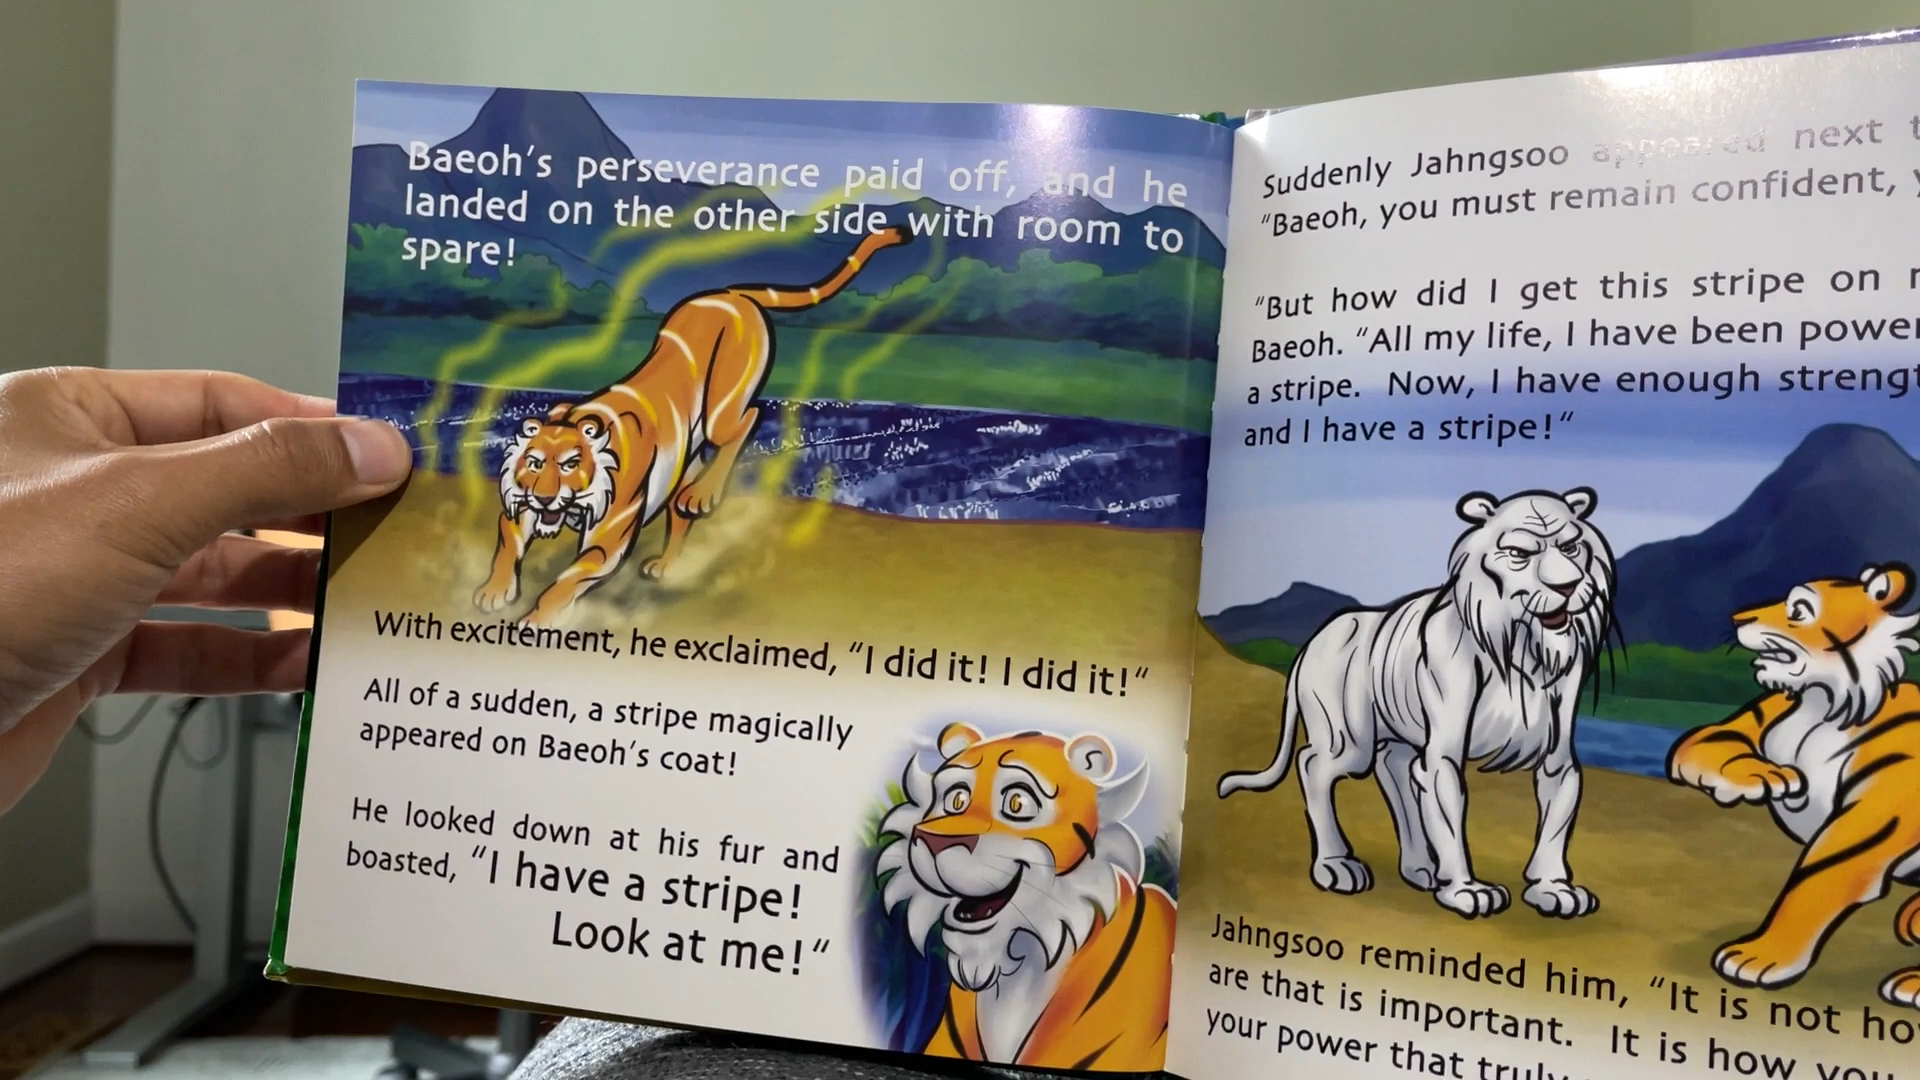 Baeoh's perseverance paid off, and he
landed on the other side with room to
spare!
With excitement, he exclaimed, “I did it! I did it!“
All of a sudden, a stripe magically
appeared on Baeoh's coat!
He looked down at his fur and
boasted, “I have a stripe!
Look at me!“
Suddenly Jahngsoo appeared next
“Baeoh, you must remain confident,
“But how did I get this stripe on
Baeoh. “All my life, I have been
a stripe. Now, I have enough
and I have a stripe!“
Jahngsoo reminded him, “It is not
are that is important. It is how
your power that